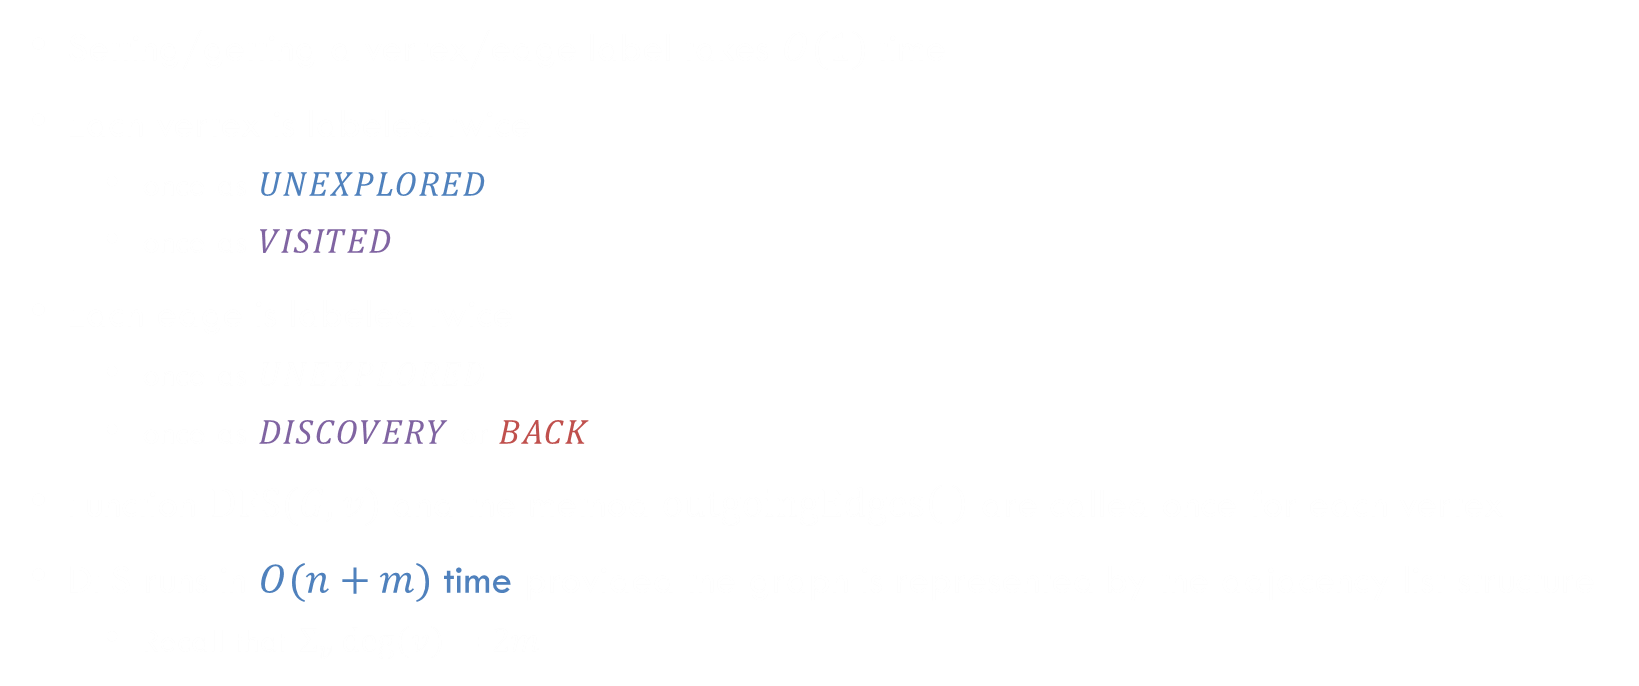 UNEXPLORED
VISITED
DISCOVERY BACK
O(n + m) time